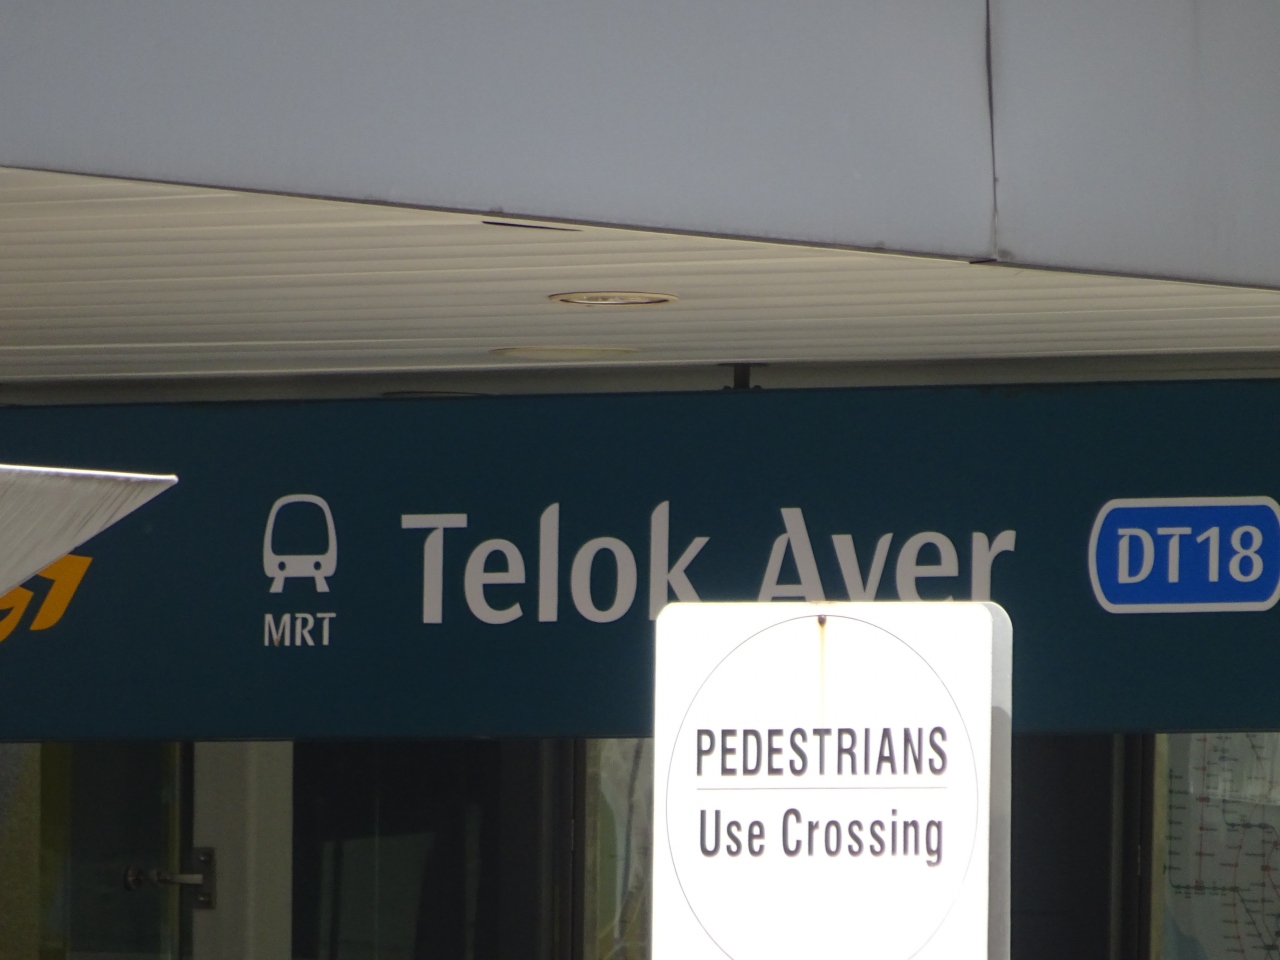 MRT
Telok Ayer
DT18
PEDESTRIANS
Use Crossing